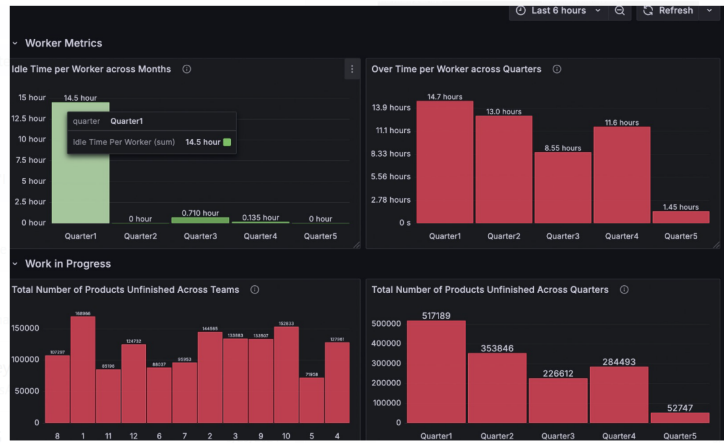 Last 6 hours
Refresh
Worker Metrics
Idle Time per Worker across Months
Over Time per Worker across Quarters
15 hour
12.5 hour
10 hour
7.5 hour
5 hour
2.5 hour
0 hour
14.5 hour
quarter Quarter1
Idle Time Per Worker (sum) 14.5 hour
0 hour
0.710 hour
0.135 hour
0 hour
Quarter1 Quarter2 Quarter3 Quarter4 Quarter5
13.9 hours
11.1 hours
8.33 hours
5.56 hours
2.78 hours
0 s
14.7 hours
13.0 hours
8.55 hours
11.6 hours
1.45 hours
Quarter1 Quarter2 Quarter3 Quarter4 Quarter5
Work in Progress
Total Number of Products Unfinished Across Teams
Total Number of Products Unfinished Across Quarters
150000
100000
50000
0
8 1 11 12 6 7 2 3 9 10 5 4
500000
400000
300000
200000
100000
0
517189
353846
226612
284493
52747
Quarter1 Quarter2 Quarter3 Quarter4 Quarter5